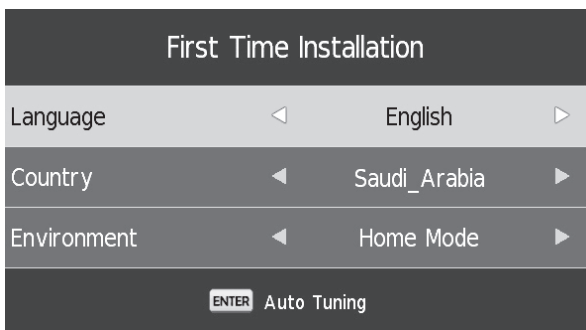 First Time Installation
Language English
Country Saudi_Arabia
Environment Home Mode
ENTER Auto Tuning